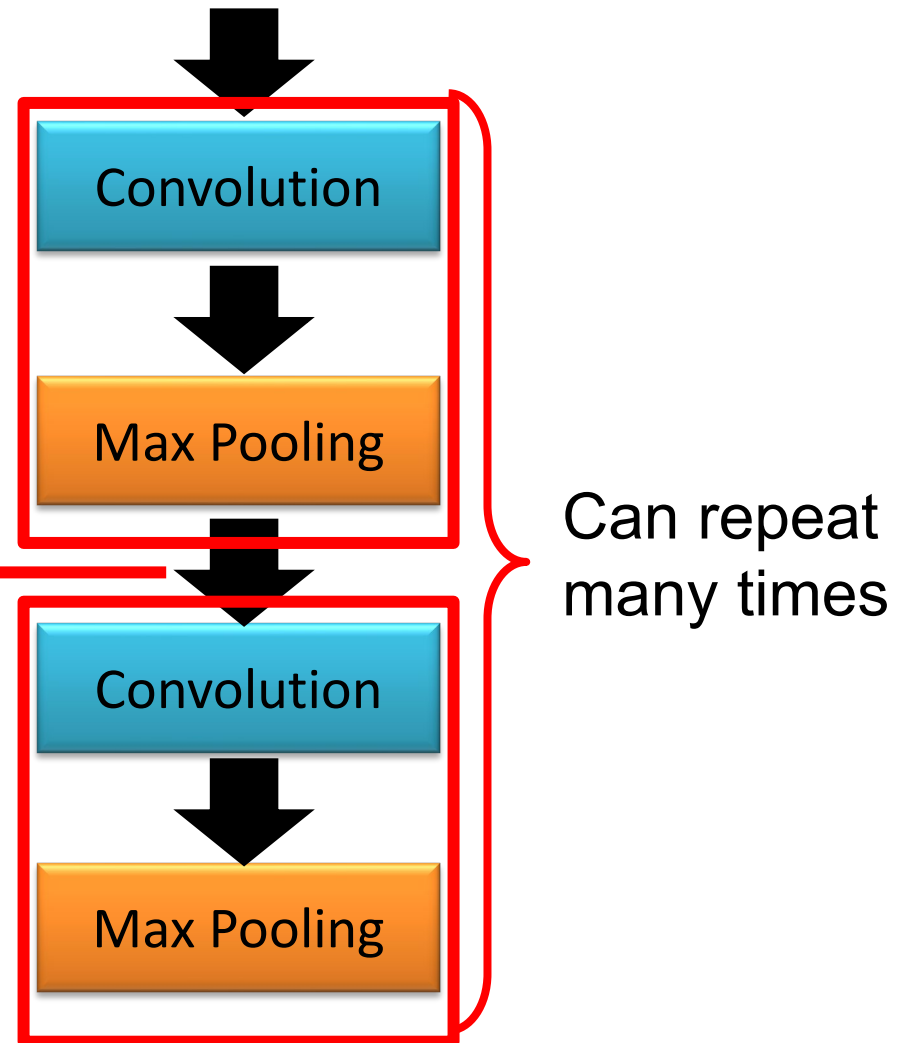 Convolution
Max Pooling
Can repeat
many times
Convolution
Max Pooling